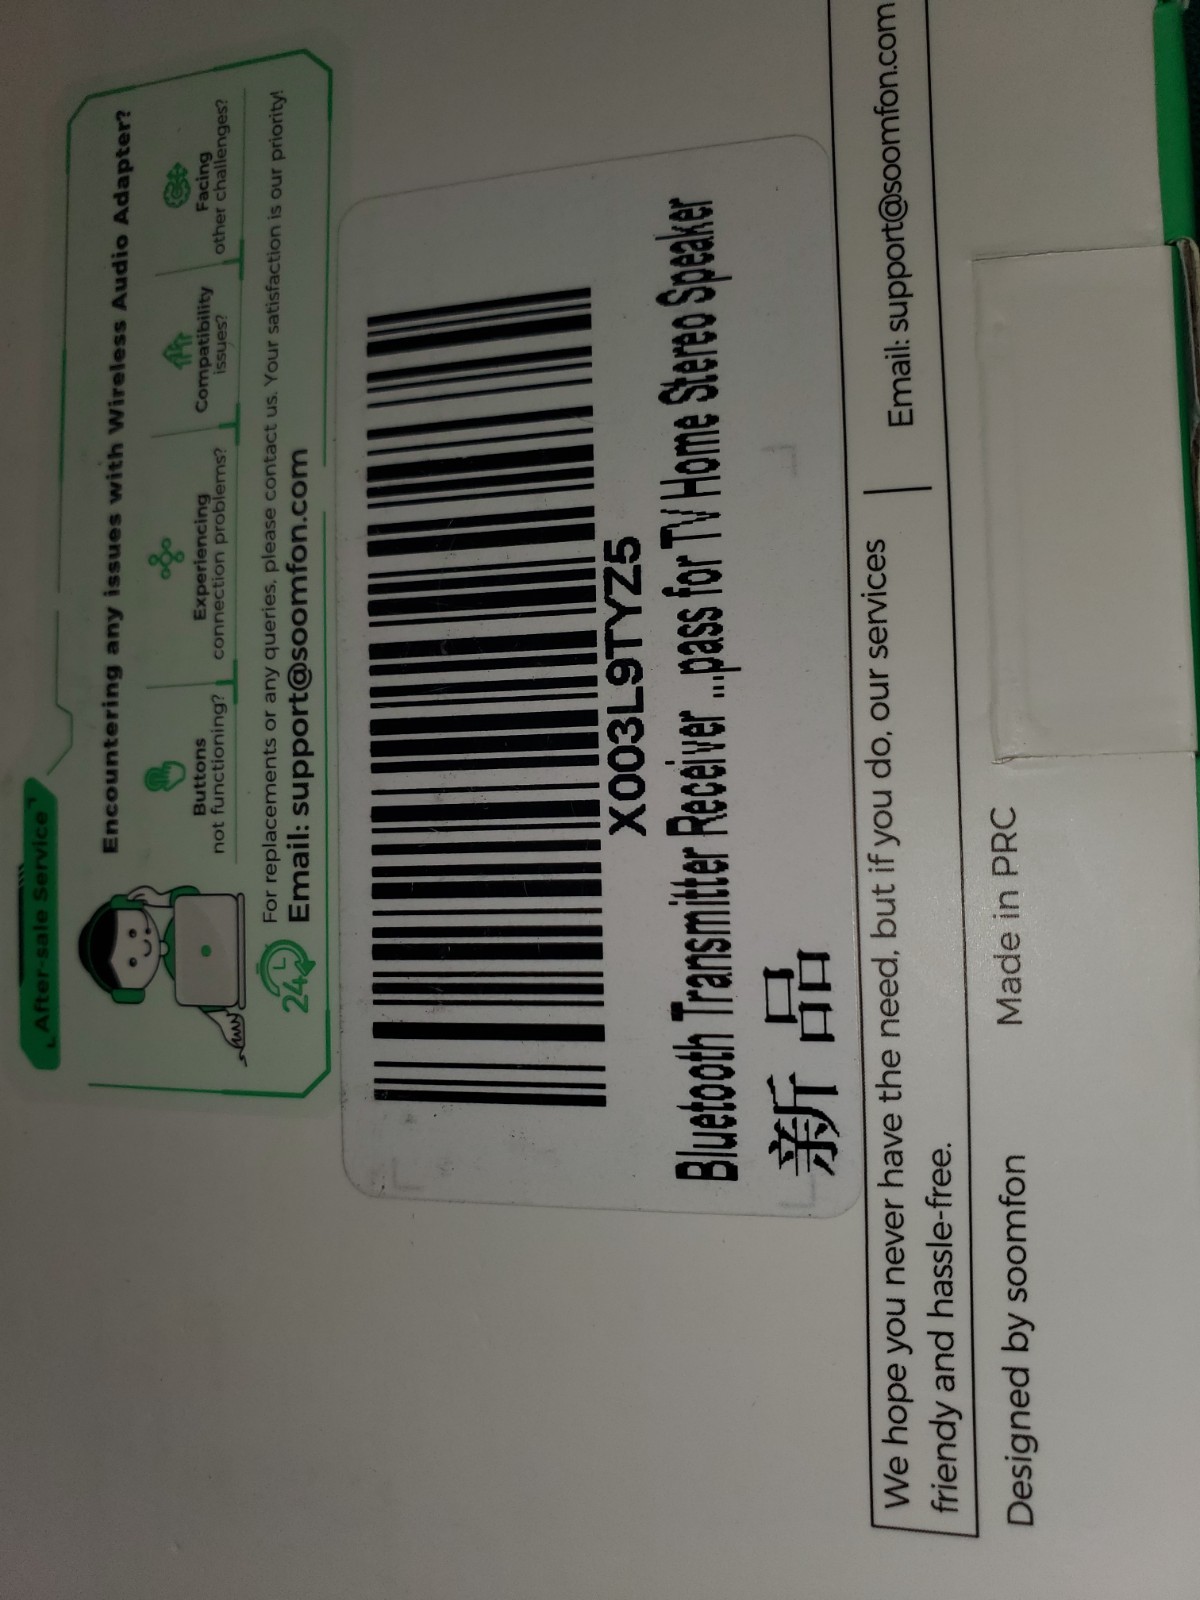 After-sale Service
Encountering any issues with Wireless Audio Adapter?
Buttons
not functioning?
Experiencing
connection problems?
Compatibility
issues?
Facing
other challenges?
24
For replacements or any queries, please contact us. Your satisfaction is our priority!
Email: support@soomfon.com
X003L9TYZ5
Bluetooth Transmitter Receiver ...pass for TV Home Stereo Speaker
新品
We hope you never have the need, but if you do, our services
friendy and hassle-free.
Email: support@soomfon.com
Designed by soomfon
Made in PRC